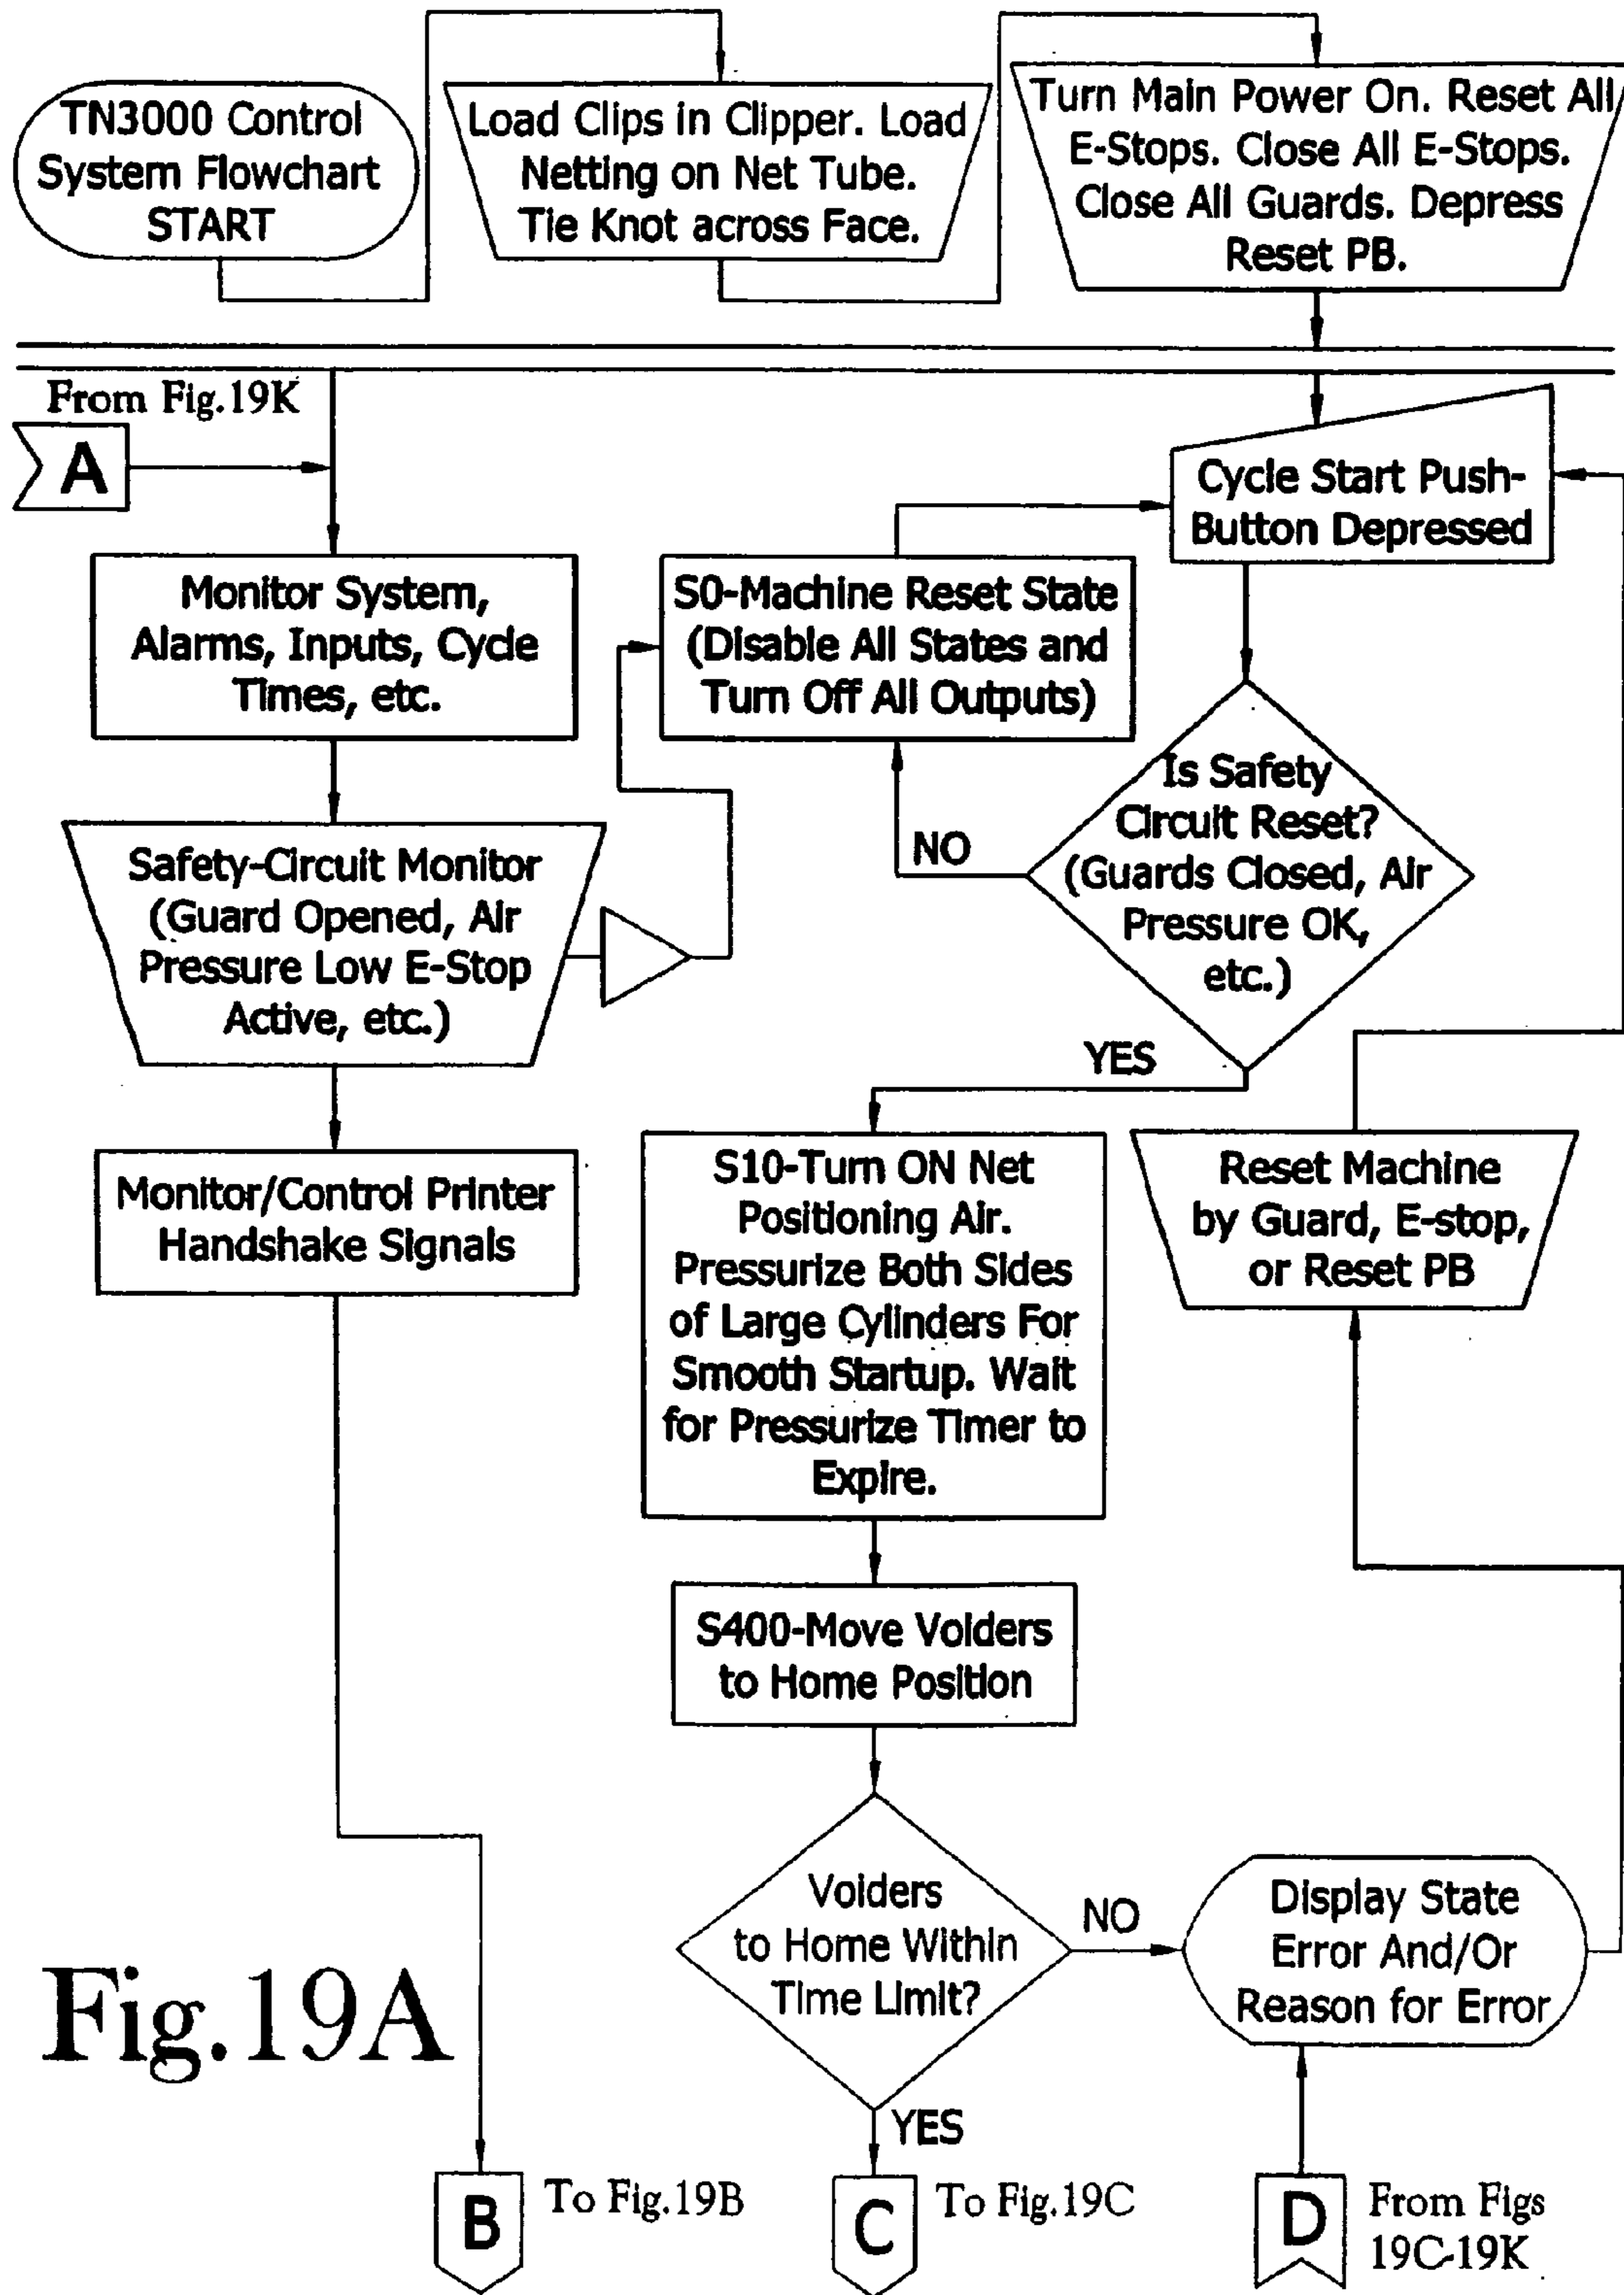 TN3000 Control
System Flowchart
START
Load Clips in Clipper. Load
Netting on Net Tube.
Tie Knot across Face.
Turn Main Power On. Reset All
E-Stops. Close All E-Stops.
Close All Guards. Depress
Reset PB.
From Fig.19K
A
Monitor System,
Alarms, Inputs, Cycle
Times, etc.
S0-Machine Reset State
(Disable All States and
Turn Off All Outputs)
Cycle Start Push-
Button Depressed
Is Safety
Circuit Reset?
(Guards Closed, Air
Pressure OK,
etc.)
NO
YES
Safety-Circuit Monitor
(Guard Opened, Air
Pressure Low E-Stop
Active, etc.)
Monitor/Control Printer
Handshake Signals
S10-Turn ON Net
Positioning Air.
Pressurize Both Sides
of Large Cylinders For
Smooth Startup. Wait
for Pressurize Timer to
Expire.
Reset Machine
by Guard, E-stop,
or Reset PB
S400-Move Voiders
to Home Position
Voiders
to Home Within
Time Limit?
NO
Display State
Error And/Or
Reason for Error
YES
Fig.19A
B
To Fig.19B
C
To Fig.19C
D
From Figs
19C-19K